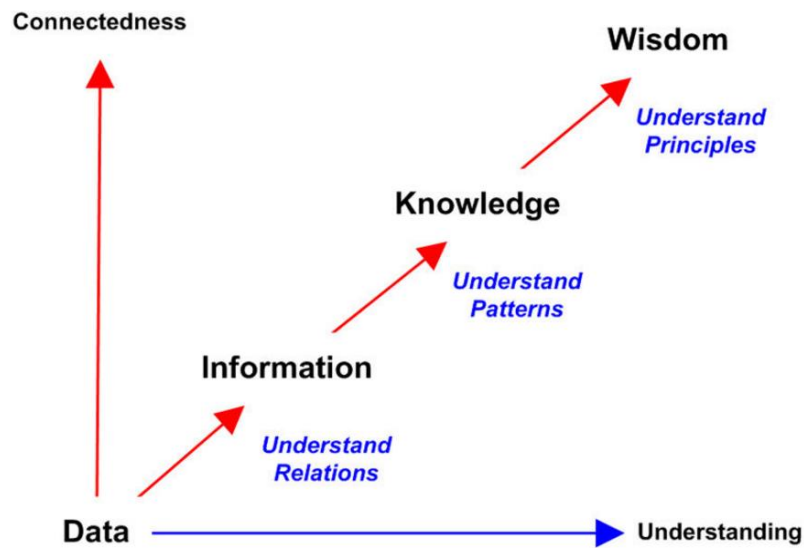 Connectedness
Wisdom
Understand
Principles
Knowledge
Understand
Patterns
Information
Understand
Relations
Data
Understanding